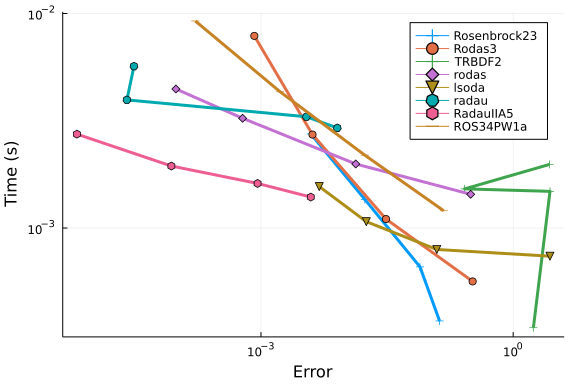 10⁻²
Time (s)
10⁻³
Rosenbrock23
Rodas3
TRBDF2
rodas
lsoda
radau
RadauIIA5
ROS34PW1a
10⁻³
10⁰
Error